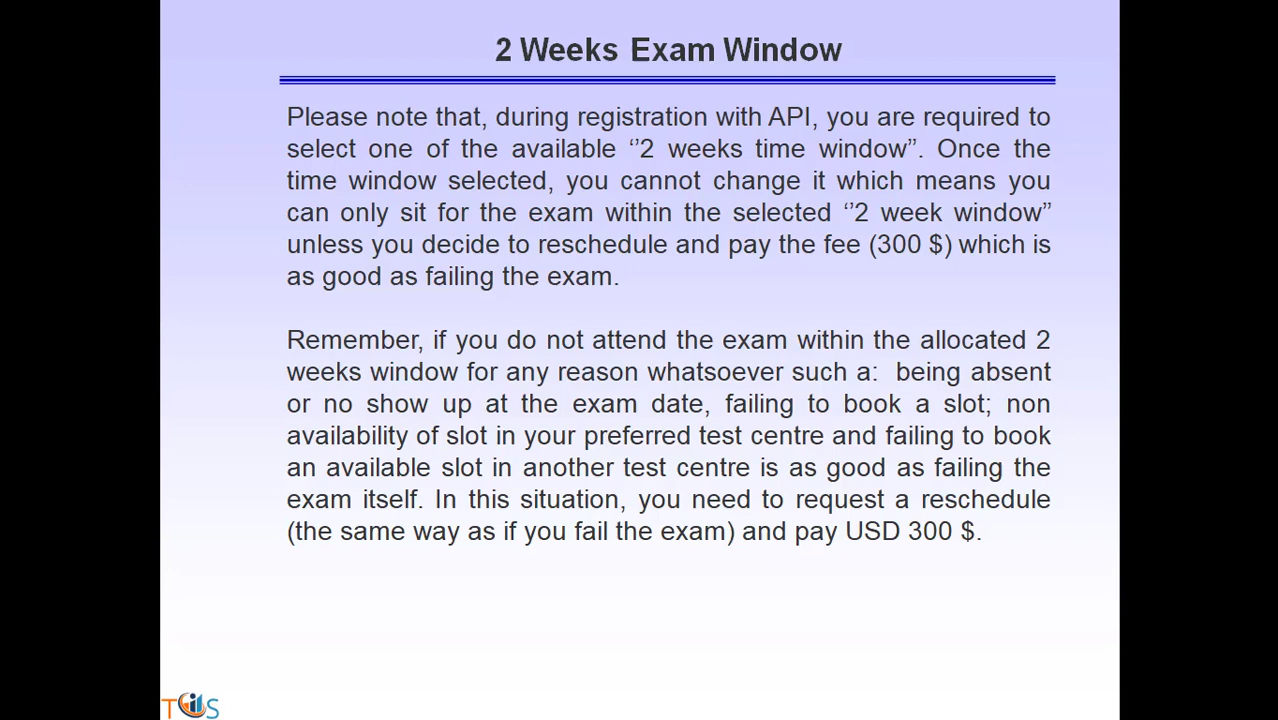 2 Weeks Exam Window
Please note that, during registration with API, you are required to
select one of the available ‘’2 weeks time window”. Once the
time window selected, you cannot change it which means you
can only sit for the exam within the selected ‘’2 week window”
unless you decide to reschedule and pay the fee (300 $) which is
as good as failing the exam.
Remember, if you do not attend the exam within the allocated 2
weeks window for any reason whatsoever such a: being absent
or no show up at the exam date, failing to book a slot; non
availability of slot in your preferred test centre and failing to book
an available slot in another test centre is as good as failing the
exam itself. In this situation, you need to request a reschedule
(the same way as if you fail the exam) and pay USD 300 $.